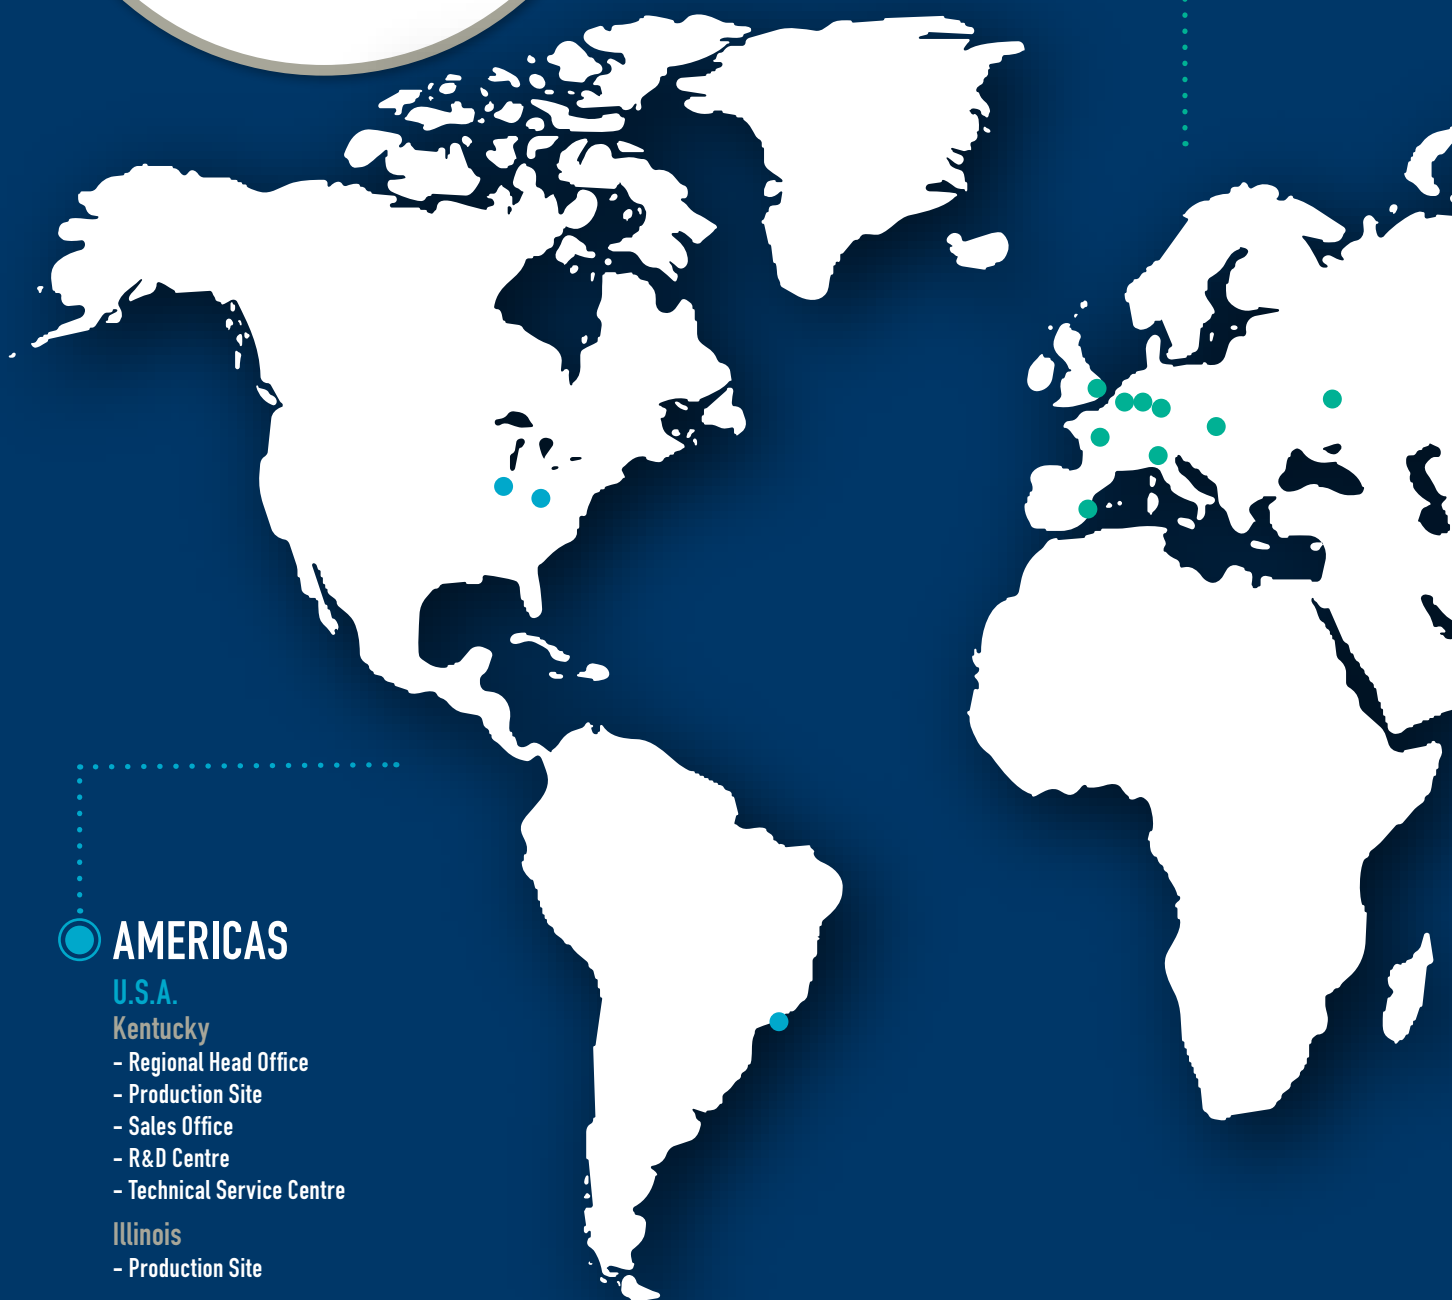 AMERICAS
U.S.A.
Kentucky
- Regional Head Office
- Production Site
- Sales Office
- R&D Centre
- Technical Service Centre
Illinois
- Production Site